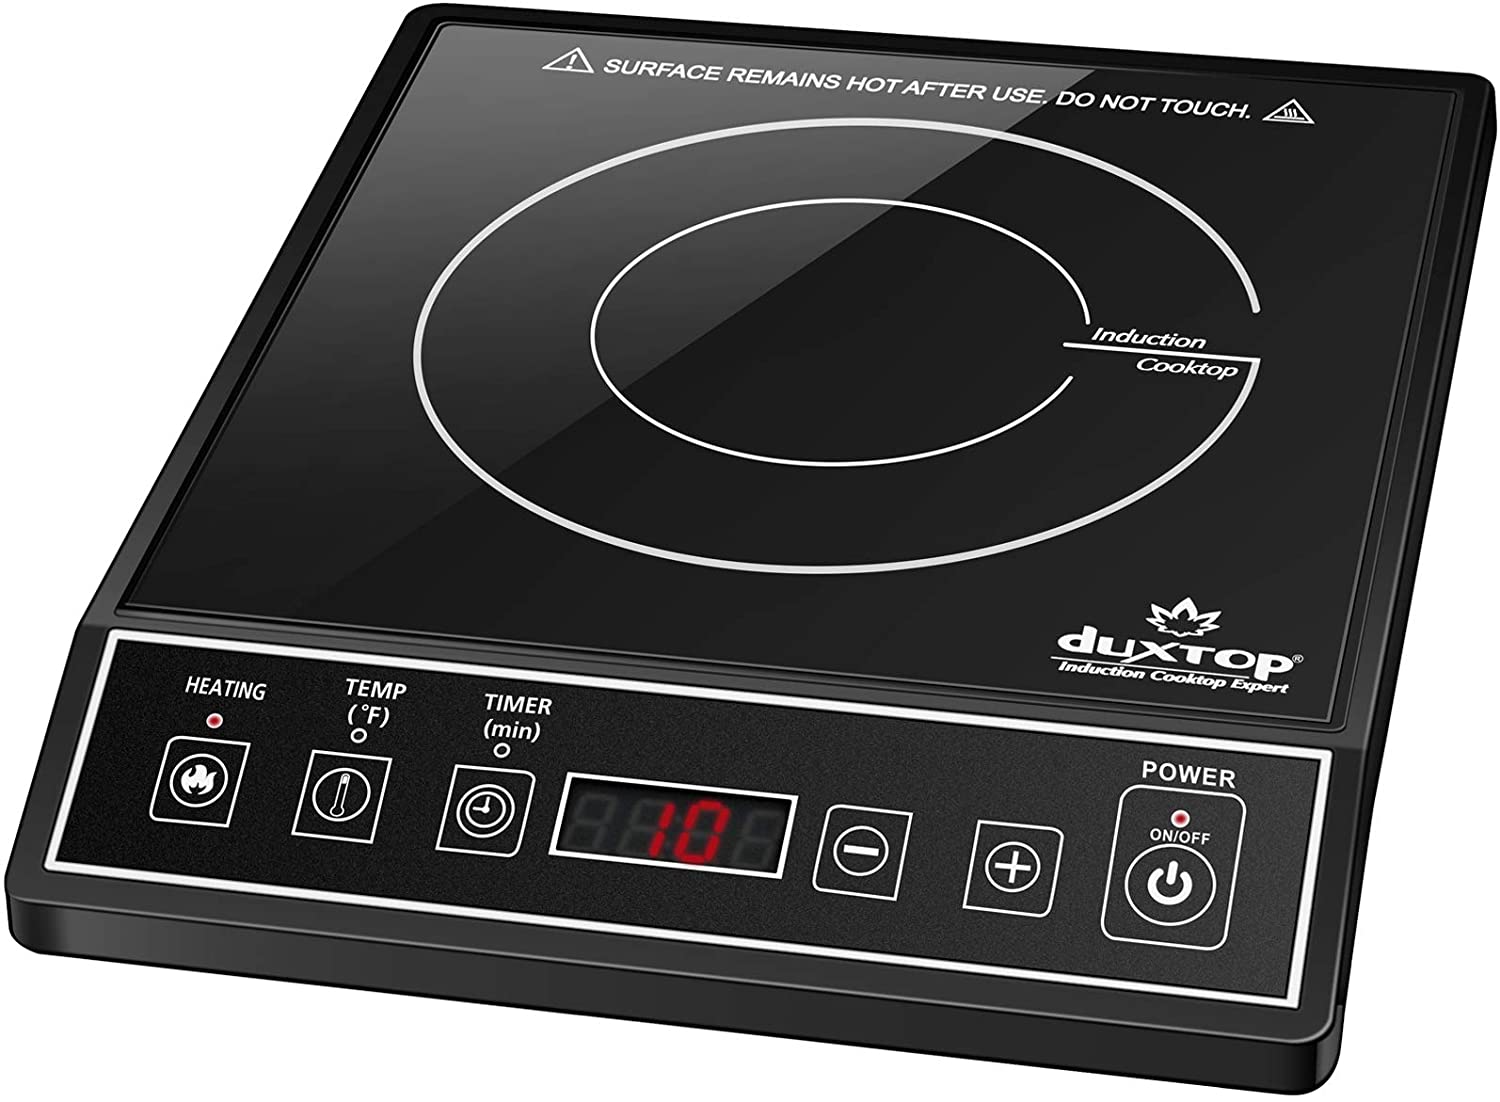 SURFACE REMAINS HOT AFTER USE. DO NOT TOUCH.
Induction
Cooktop
duxtop®
Induction Cooktop Expert
HEATING
TEMP
(°F)
TIMER
(min)
10
POWER
ON/OFF